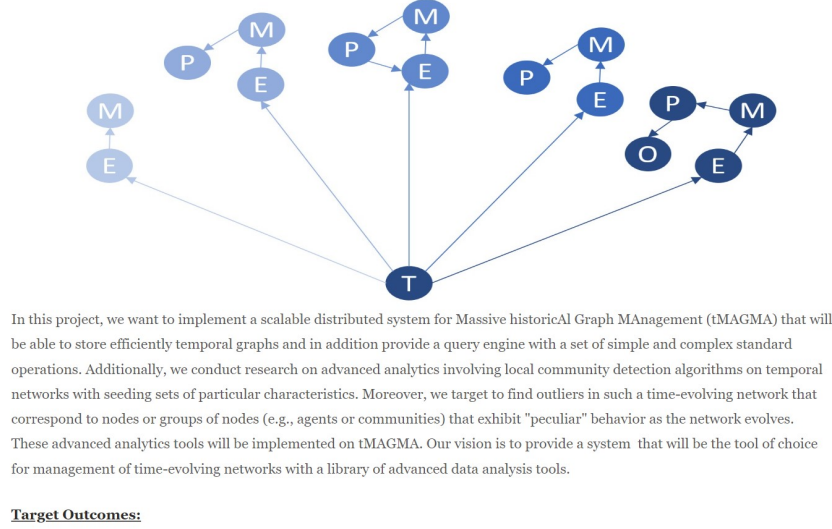 M
M
M
P
M
P
P
E
E
E
P
M
M
E
O
E
T
In this project, we want to implement a scalable distributed system for Massive historicAl Graph MAnagement (tMAGMA) that will
be able to store efficiently temporal graphs and in addition provide a query engine with a set of simple and complex standard
operations. Additionally, we conduct research on advanced analytics involving local community detection algorithms on temporal
networks with seeding sets of particular characteristics. Moreover, we target to find outliers in such a time-evolving network that
correspond to nodes or groups of nodes (e.g., agents or communities) that exhibit "peculiar" behavior as the network evolves.
These advanced analytics tools will be implemented on tMAGMA. Our vision is to provide a system that will be the tool of choice
for management of time-evolving networks with a library of advanced data analysis tools.
Target Outcomes: